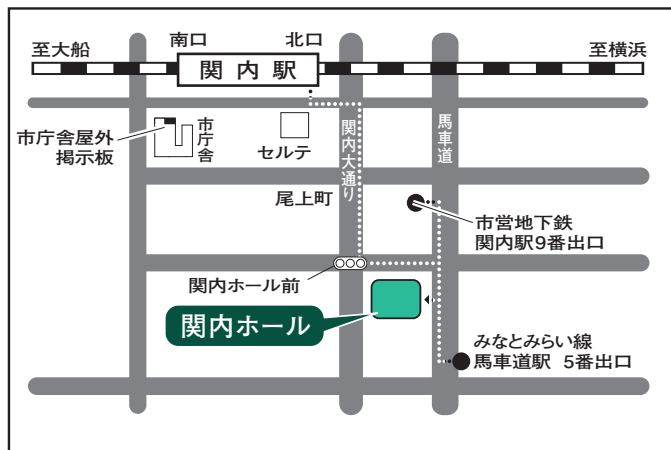 至大船
南口
北口
至横浜
関内駅
市庁舎屋外
掲示板
市庁舎
セルテ
関内大通り
馬車道
尾上町
市営地下鉄
関内駅9番出口
関内ホール前
関内ホール
みなとみらい線
馬車道駅 5番出口